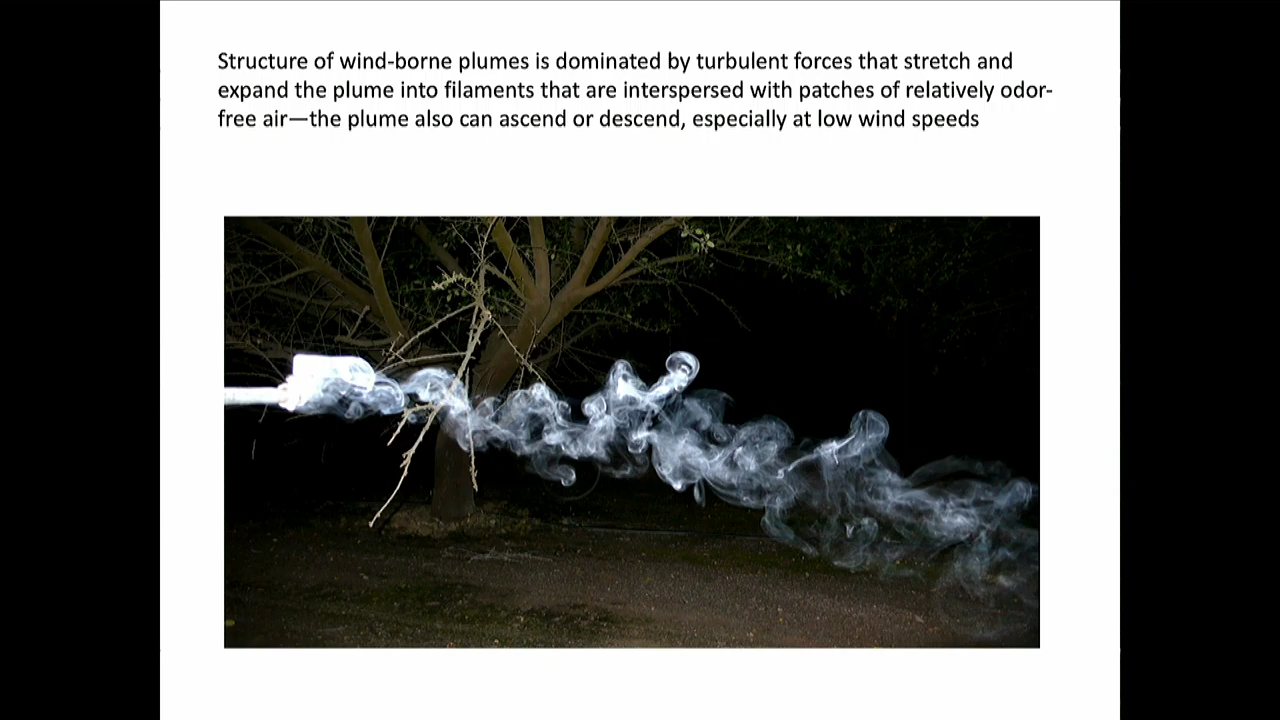 Structure of wind-borne plumes is dominated by turbulent forces that stretch and
expand the plume into filaments that are interspersed with patches of relatively odor-
free air—the plume also can ascend or descend, especially at low wind speeds